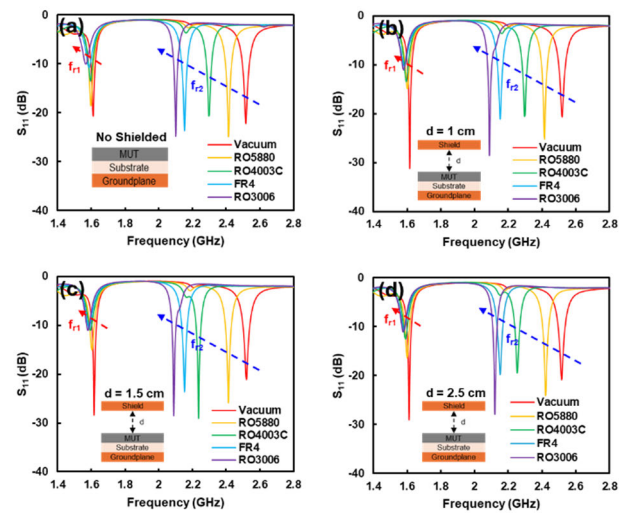 (a)
0
-10
-20
-30
-40
S11 (dB)
fr1
fr2
No Shielded
MUT
Substrate
Groundplane
Vacuum
RO5880
RO4003C
FR4
RO3006
1.4 1.6 1.8 2 2.2 2.4 2.6 2.8
Frequency (GHz)
(b)
0
-10
-20
-30
-40
S11 (dB)
fr1
fr2
d = 1 cm
Shield
d
MUT
Substrate
Groundplane
Vacuum
RO5880
RO4003C
FR4
RO3006
1.4 1.6 1.8 2 2.2 2.4 2.6 2.8
Frequency (GHz)
(c)
0
-10
-20
-30
-40
S11 (dB)
fr1
fr2
d = 1.5 cm
Shield
d
MUT
Substrate
Groundplane
Vacuum
RO5880
RO4003C
FR4
RO3006
1.4 1.6 1.8 2 2.2 2.4 2.6 2.8
Frequency (GHz)
(d)
0
-10
-20
-30
-40
S11 (dB)
fr1
fr2
d = 2.5 cm
Shield
d
MUT
Substrate
Groundplane
Vacuum
RO5880
RO4003C
FR4
RO3006
1.4 1.6 1.8 2 2.2 2.4 2.6 2.8
Frequency (GHz)